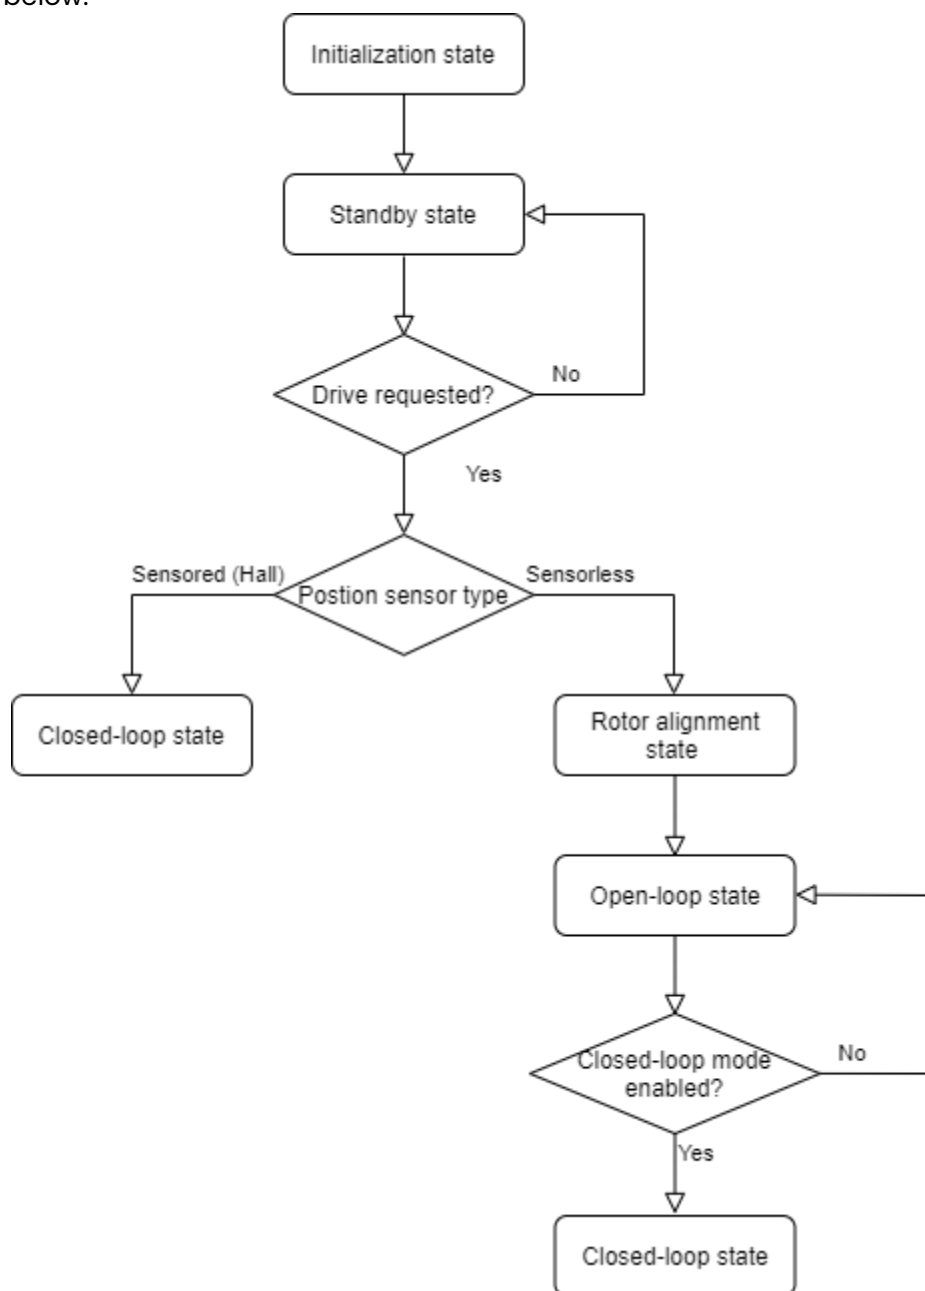 below.
Initialization state
Standby state
Drive requested?
No
Yes
Sensored (Hall)
Postion sensor type
Sensorless
Closed-loop state
Rotor alignment
state
Open-loop state
Closed-loop mode
enabled?
No
Yes
Closed-loop state